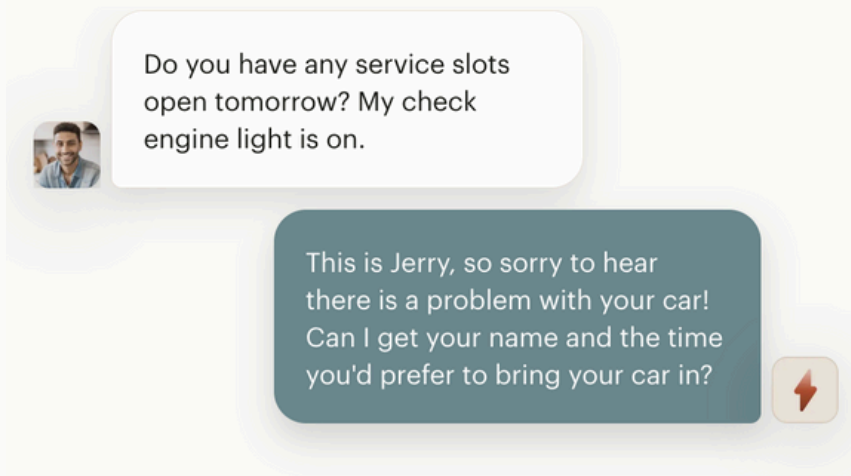 Do you have any service slots
open tomorrow? My check
engine light is on.
This is Jerry, so sorry to hear
there is a problem with your car!
Can I get your name and the time
you'd prefer to bring your car in?